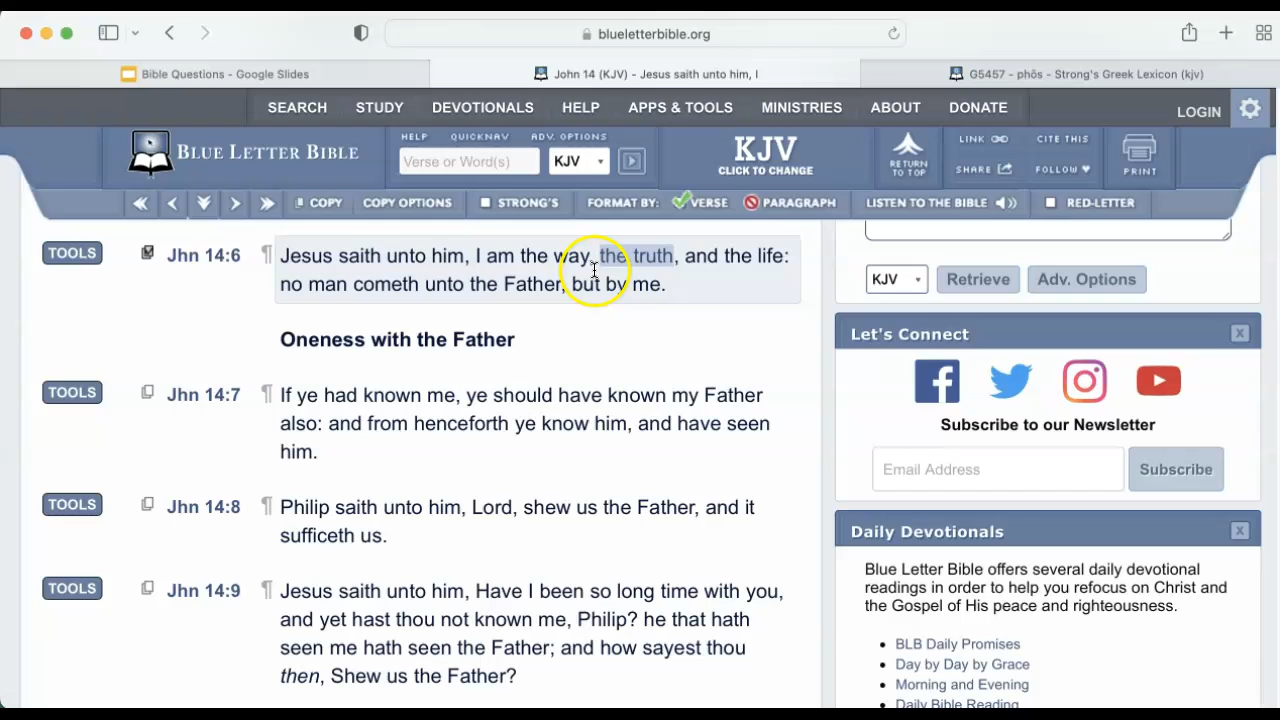 blueletterbible.org
Bible Questions - Google Slides
John 14 (KJV) - Jesus saith unto him, I
G5457 - phōs - Strong's Greek Lexicon (kjv)
SEARCH STUDY DEVOTIONALS HELP APPS & TOOLS MINISTRIES ABOUT DONATE LOGIN
BLUE LETTER BIBLE
HELP QUICKNAV ADV. OPTIONS
Verse or Word(s) KJV
KJV
CLICK TO CHANGE
RETURN
TO TOP
LINK CITE THIS
SHARE FOLLOW
PRINT
COPY COPY OPTIONS STRONG'S FORMAT BY: VERSE PARAGRAPH LISTEN TO THE BIBLE RED-LETTER
TOOLS Jhn 14:6 ¶ Jesus saith unto him, I am the way, the truth, and the life:
no man cometh unto the Father, but by me.
Oneness with the Father
TOOLS Jhn 14:7 ¶ If ye had known me, ye should have known my Father
also: and from henceforth ye know him, and have seen
him.
TOOLS Jhn 14:8 ¶ Philip saith unto him, Lord, shew us the Father, and it
sufficeth us.
TOOLS Jhn 14:9 ¶ Jesus saith unto him, Have I been so long time with you,
and yet hast thou not known me, Philip? he that hath
seen me hath seen the Father; and how sayest thou
then, Shew us the Father?
KJV Retrieve Adv. Options
Let's Connect
Subscribe to our Newsletter
Email Address Subscribe
Daily Devotionals
Blue Letter Bible offers several daily devotional
readings in order to help you refocus on Christ and
the Gospel of His peace and righteousness.
• BLB Daily Promises
• Day by Day by Grace
• Morning and Evening
• Daily Bible Reading